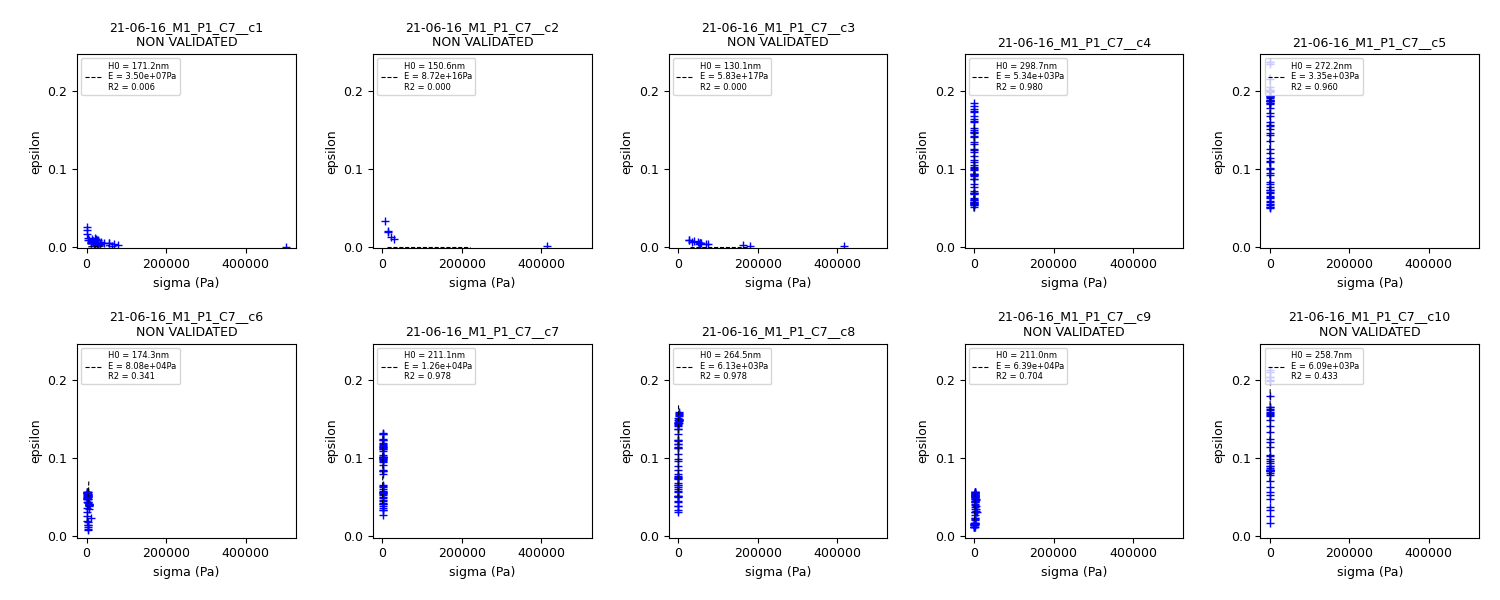 21-06-16_M1_P1_C7__c1
NON VALIDATED
H0 = 171.2nm
E = 3.50e+07Pa
R2 = 0.006
epsilon
0.2
0.1
0.0
0
200000
400000
sigma (Pa)
21-06-16_M1_P1_C7__c2
NON VALIDATED
H0 = 150.6nm
E = 8.72e+16Pa
R2 = 0.000
epsilon
0.2
0.1
0.0
0
200000
400000
sigma (Pa)
21-06-16_M1_P1_C7__c3
NON VALIDATED
H0 = 130.1nm
E = 5.83e+17Pa
R2 = 0.000
epsilon
0.2
0.1
0.0
0
200000
400000
sigma (Pa)
21-06-16_M1_P1_C7__c4
H0 = 298.7nm
E = 5.34e+03Pa
R2 = 0.980
epsilon
0.2
0.1
0.0
0
200000
400000
sigma (Pa)
21-06-16_M1_P1_C7__c5
H0 = 272.2nm
E = 3.35e+03Pa
R2 = 0.960
epsilon
0.2
0.1
0.0
0
200000
400000
sigma (Pa)
21-06-16_M1_P1_C7__c6
NON VALIDATED
H0 = 174.3nm
E = 8.08e+04Pa
R2 = 0.341
epsilon
0.2
0.1
0.0
0
200000
400000
sigma (Pa)
21-06-16_M1_P1_C7__c7
H0 = 211.1nm
E = 1.26e+04Pa
R2 = 0.978
epsilon
0.2
0.1
0.0
0
200000
400000
sigma (Pa)
21-06-16_M1_P1_C7__c8
H0 = 264.5nm
E = 6.13e+03Pa
R2 = 0.978
epsilon
0.2
0.1
0.0
0
200000
400000
sigma (Pa)
21-06-16_M1_P1_C7__c9
NON VALIDATED
H0 = 211.0nm
E = 6.39e+04Pa
R2 = 0.704
epsilon
0.2
0.1
0.0
0
200000
400000
sigma (Pa)
21-06-16_M1_P1_C7__c10
NON VALIDATED
H0 = 258.7nm
E = 6.09e+03Pa
R2 = 0.433
epsilon
0.2
0.1
0.0
0
200000
400000
sigma (Pa)